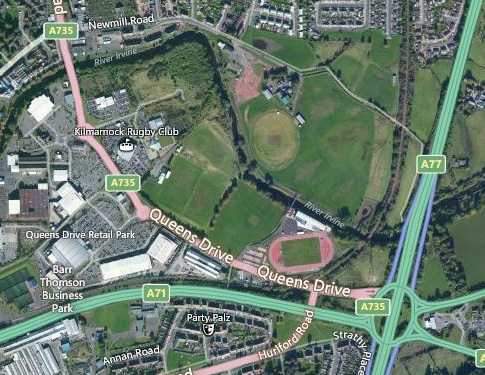 A735
Newmill Road
River Irvine
Kilmarnock Rugby Club
A77
A735
River Irvine
Queens Drive
Queens Drive Retail Park
Queens Drive
Barr
Thomson
Business
Park
A71
A735
Party Palz
Hurlford Road
Strathy Place
Annan Road